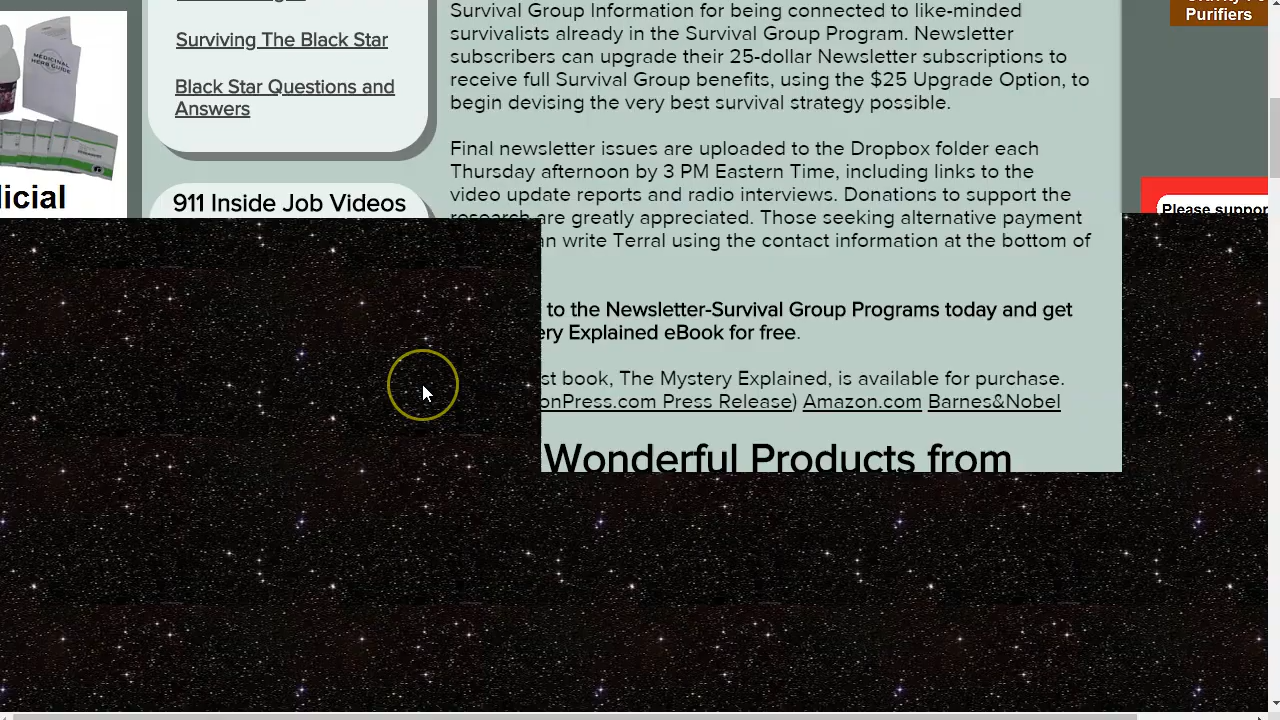 Purifiers
MEDICINAL
HERB GUIDE
licial
Surviving The Black Star
Black Star Questions and
Answers
911 Inside Job Videos
Survival Group Information for being connected to like-minded
survivalists already in the Survival Group Program. Newsletter
subscribers can upgrade their 25-dollar Newsletter subscriptions to
receive full Survival Group benefits, using the $25 Upgrade Option, to
begin devising the very best survival strategy possible.
Final newsletter issues are uploaded to the Dropbox folder each
Thursday afternoon by 3 PM Eastern Time, including links to the
video update reports and radio interviews. Donations to support the
research are greatly appreciated. Those seeking alternative payment
an write Terral using the contact information at the bottom of
to the Newsletter-Survival Group Programs today and get
ery Explained eBook for free.
st book, The Mystery Explained, is available for purchase.
onPress.com Press Release) Amazon.com Barnes&Nobel
Wonderful Products from
Please suppor